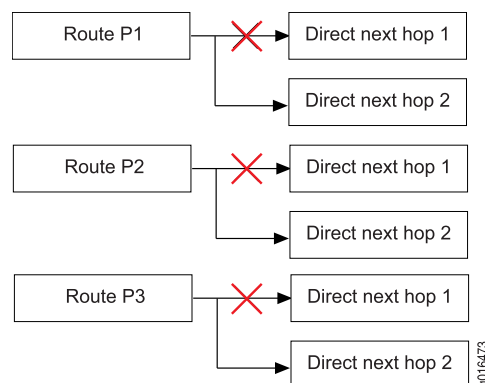 Route P1
Direct next hop 1
Direct next hop 2
Route P2
Direct next hop 1
Direct next hop 2
Route P3
Direct next hop 1
Direct next hop 2
016473